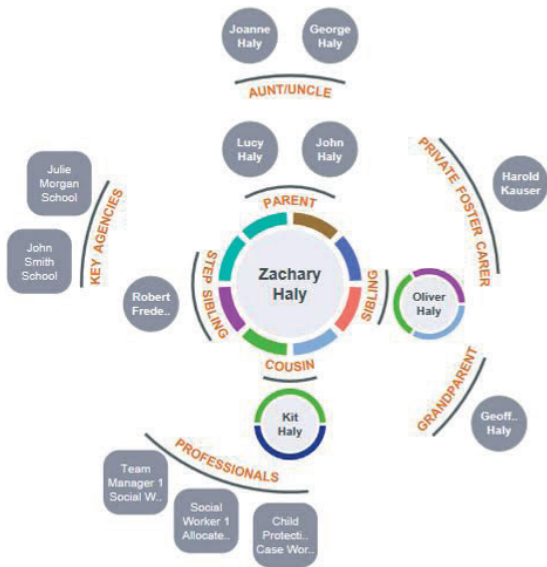 Joanne
Haly
George
Haly
AUNT/UNCLE
Lucy
Haly
John
Haly
PARENT
Julie
Morgan
School
John
Smith
School
KEY AGENCIES
PRIVATE FOSTER CARER
Harold
Kauser
Robert
Frede..
STEP SIBLING
Zachary
Haly
SIBLING
Oliver
Haly
COUSIN
Kit
Haly
GRANDPARENT
Geoff..
Haly
PROFESSIONALS
Team
Manager 1
Social W..
Social
Worker 1
Allocate..
Child
Protecti..
Case Wor..